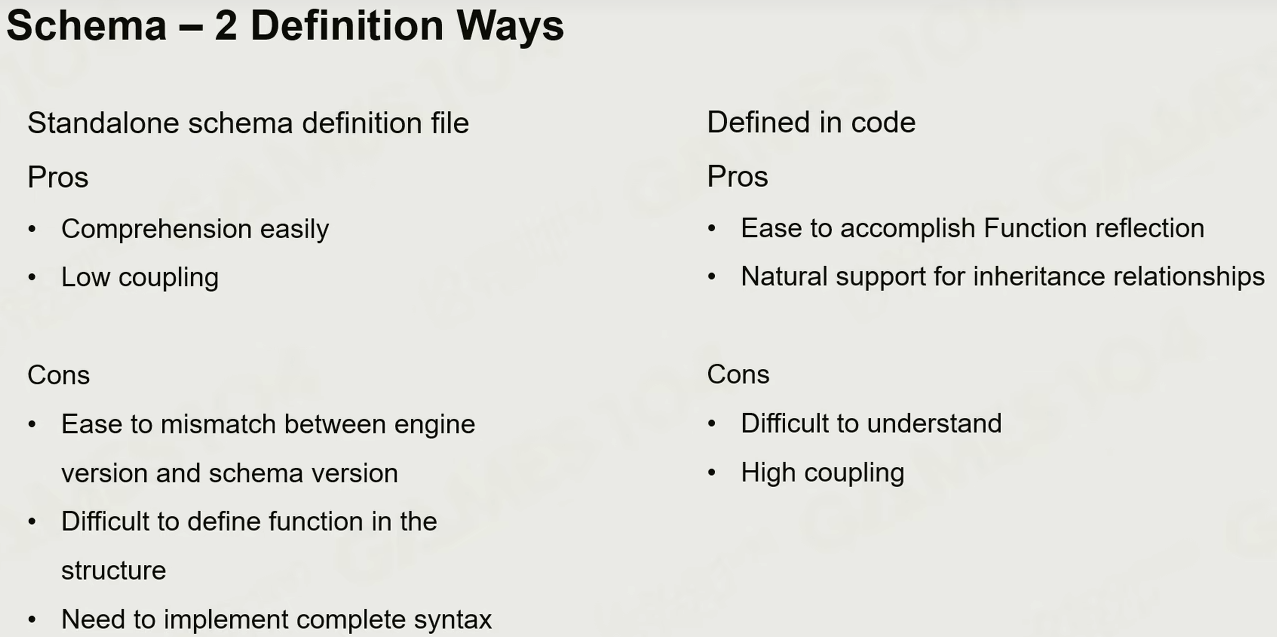 Schema – 2 Definition Ways
Standalone schema definition file
Pros
• Comprehension easily
• Low coupling
Cons
• Ease to mismatch between engine
version and schema version
• Difficult to define function in the
structure
• Need to implement complete syntax
Defined in code
Pros
• Ease to accomplish Function reflection
• Natural support for inheritance relationships
Cons
• Difficult to understand
• High coupling
GAMES104